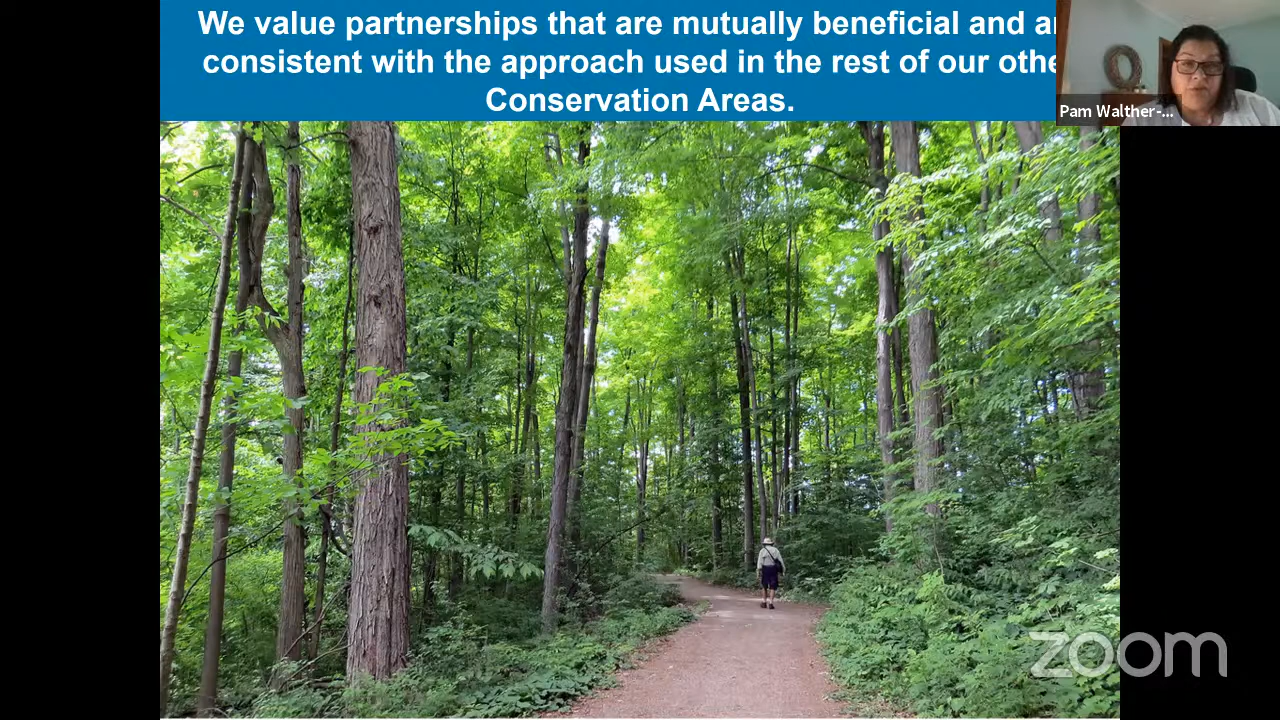 We value partnerships that are mutually beneficial and
consistent with the approach used in the rest of our
Conservation Areas.
Pam Walther-...
zoom